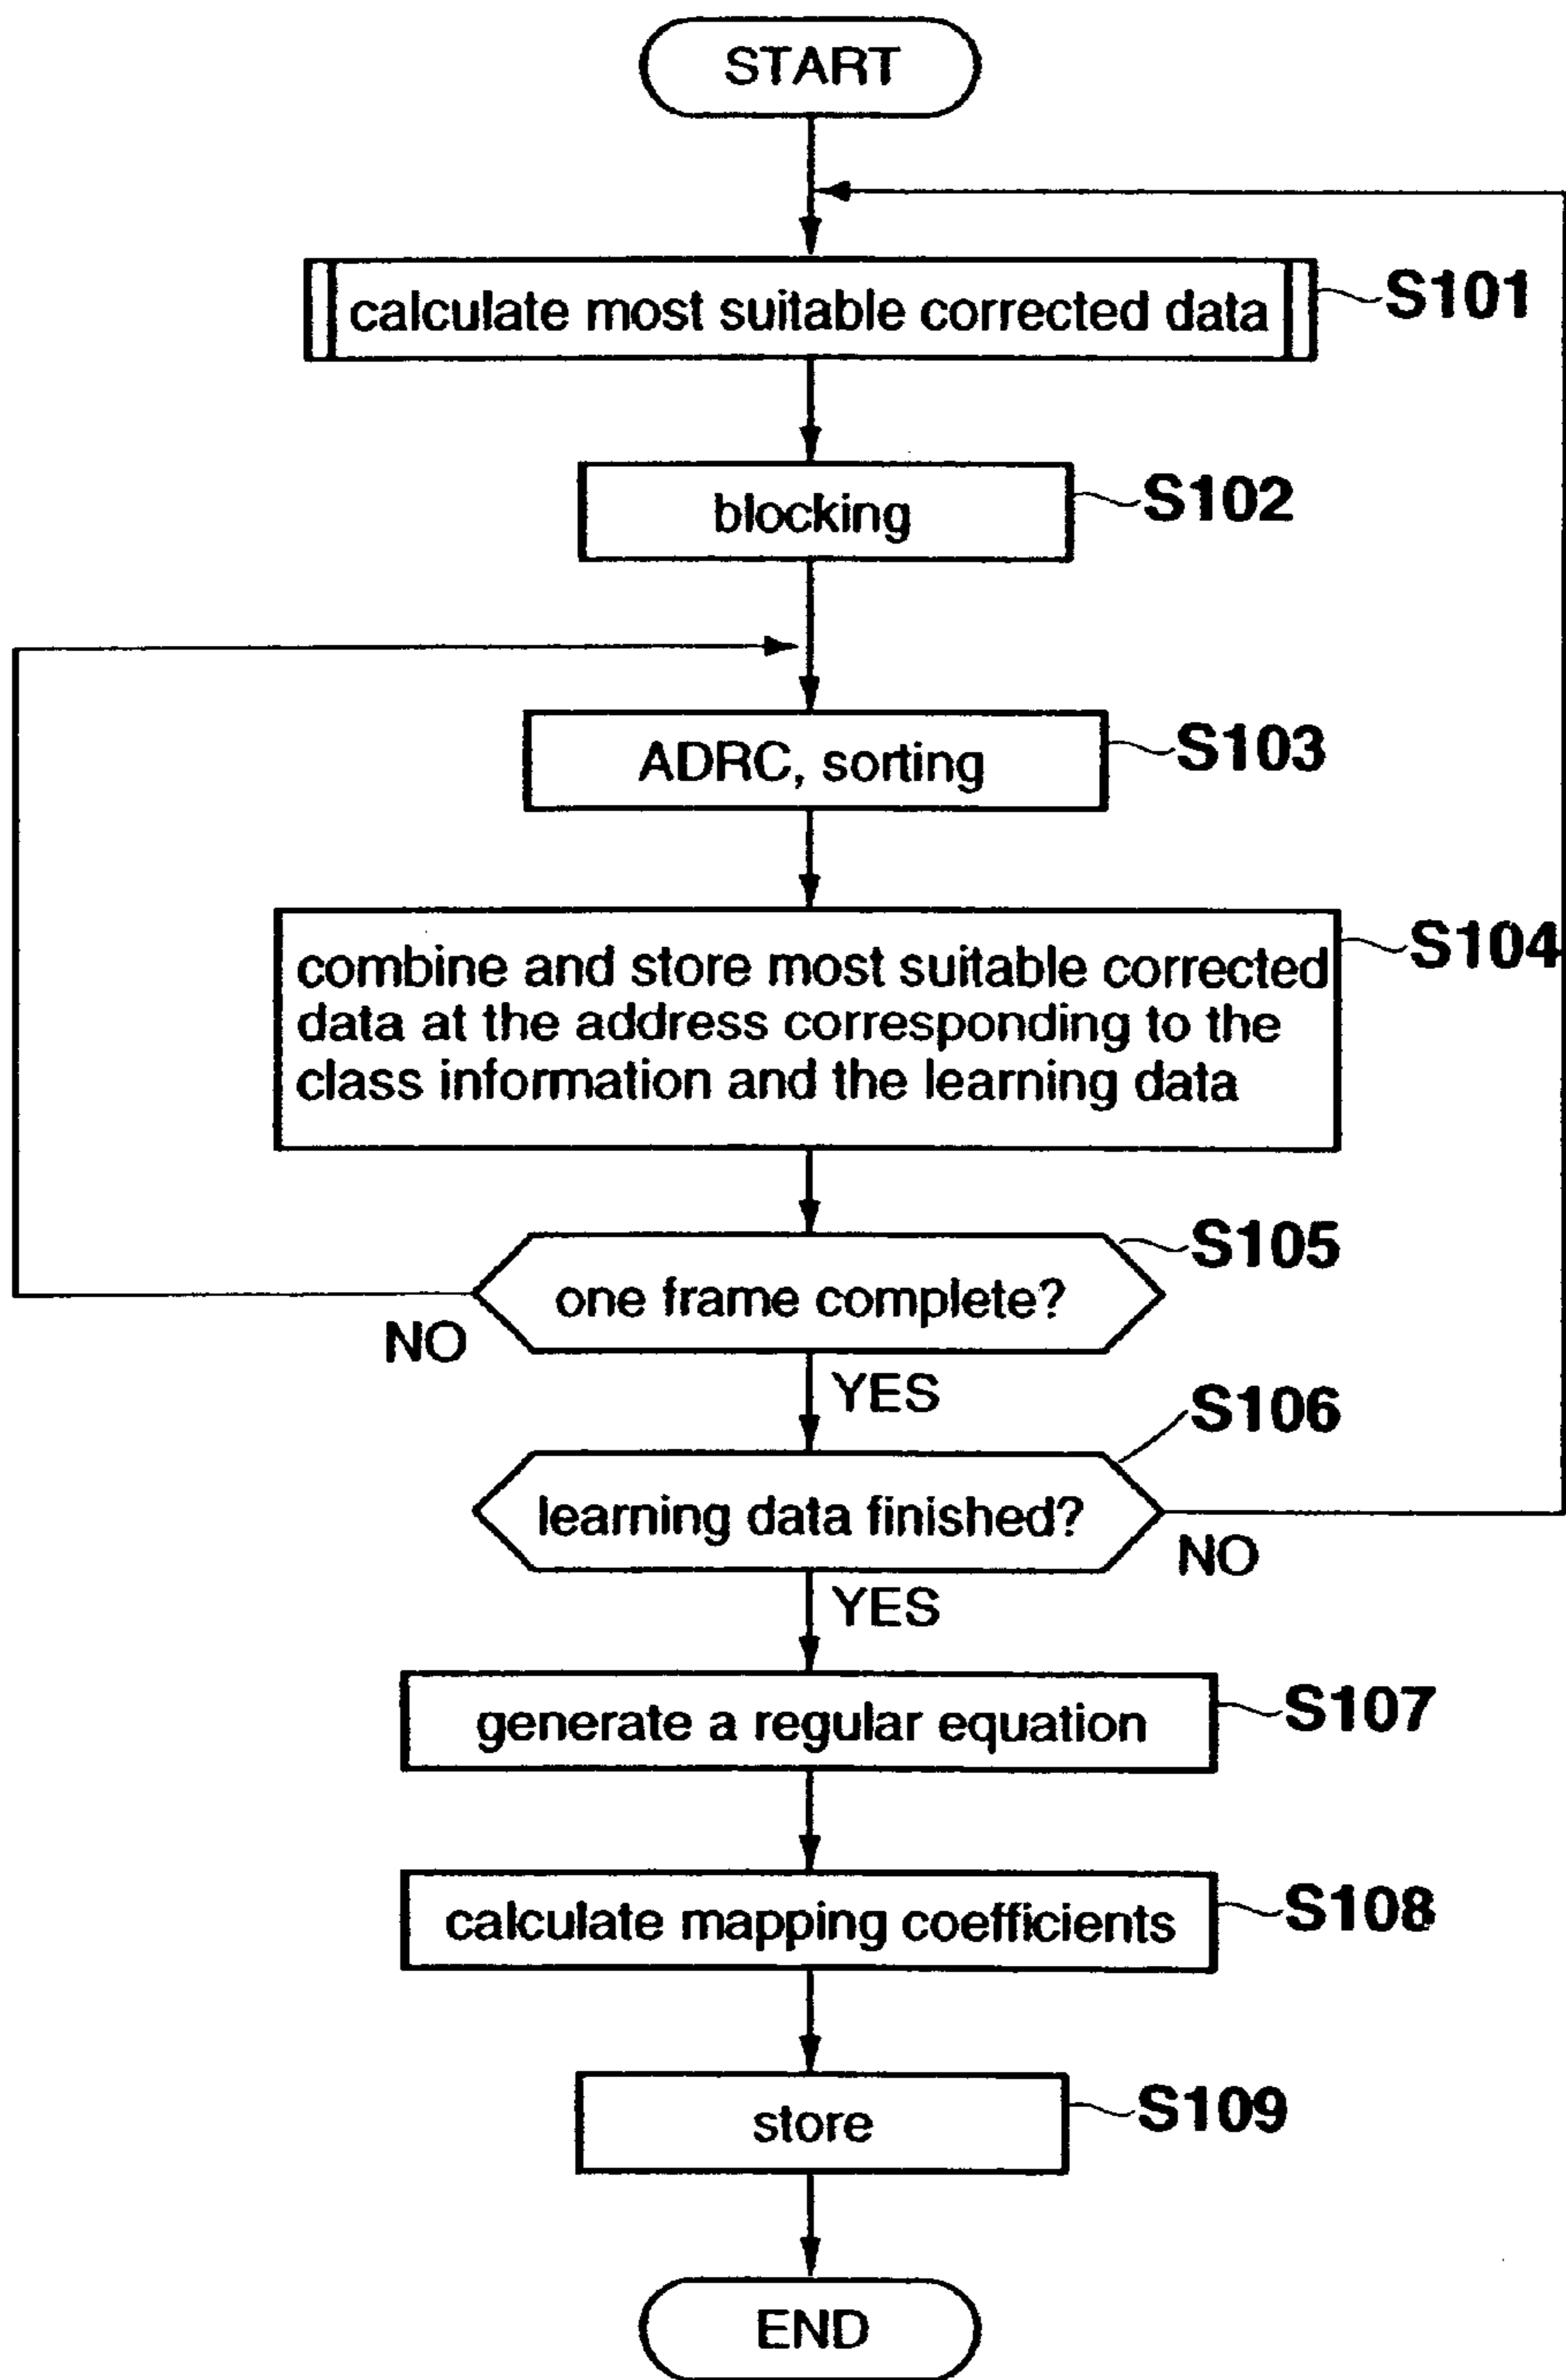 START
calculate most suitable corrected data
S101
blocking
S102
ADRC, sorting
S103
combine and store most suitable corrected
data at the address corresponding to the
class information and the learning data
S104
one frame complete?
S105
NO
YES
learning data finished?
S106
NO
YES
generate a regular equation
S107
calculate mapping coefficients
S108
store
S109
END